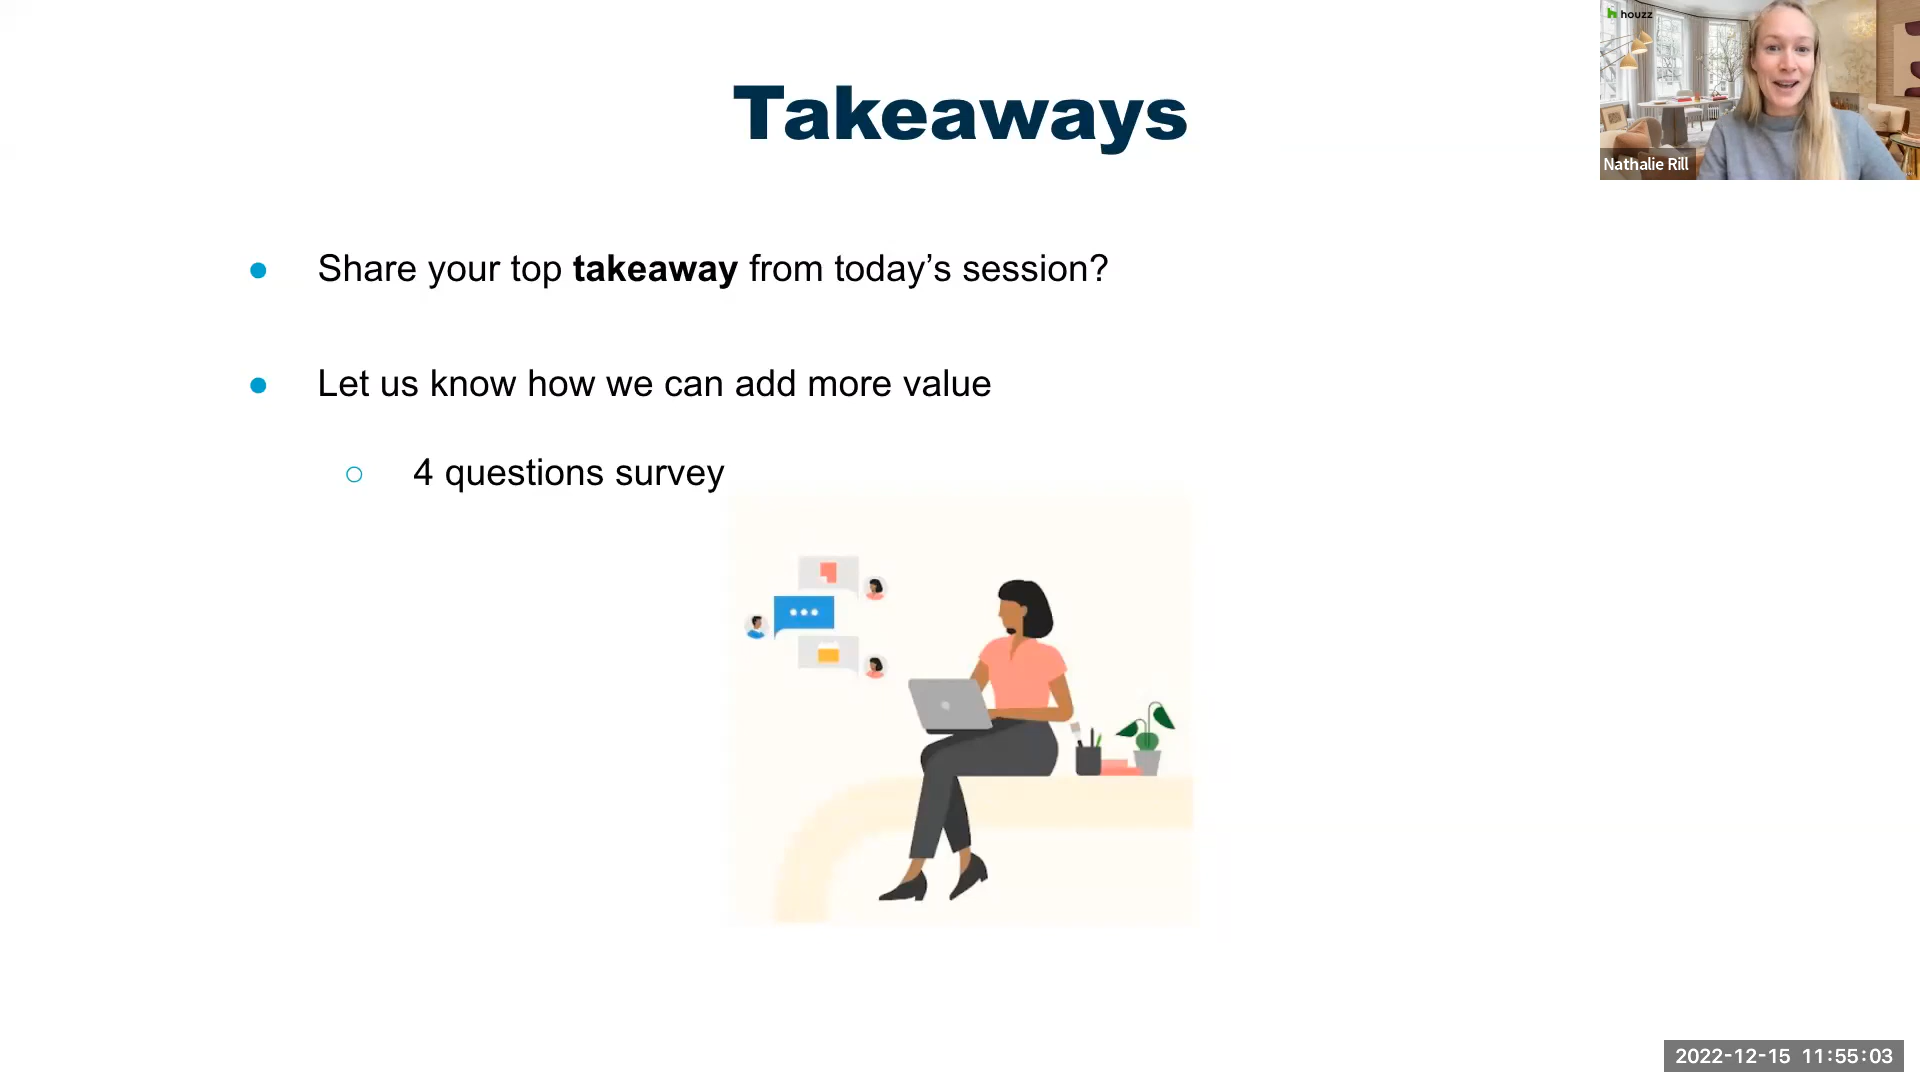 houzz
Takeaways
Nathalie Rill
● Share your top takeaway from today’s session?
● Let us know how we can add more value
○ 4 questions survey
2022-12-15 11:55:03